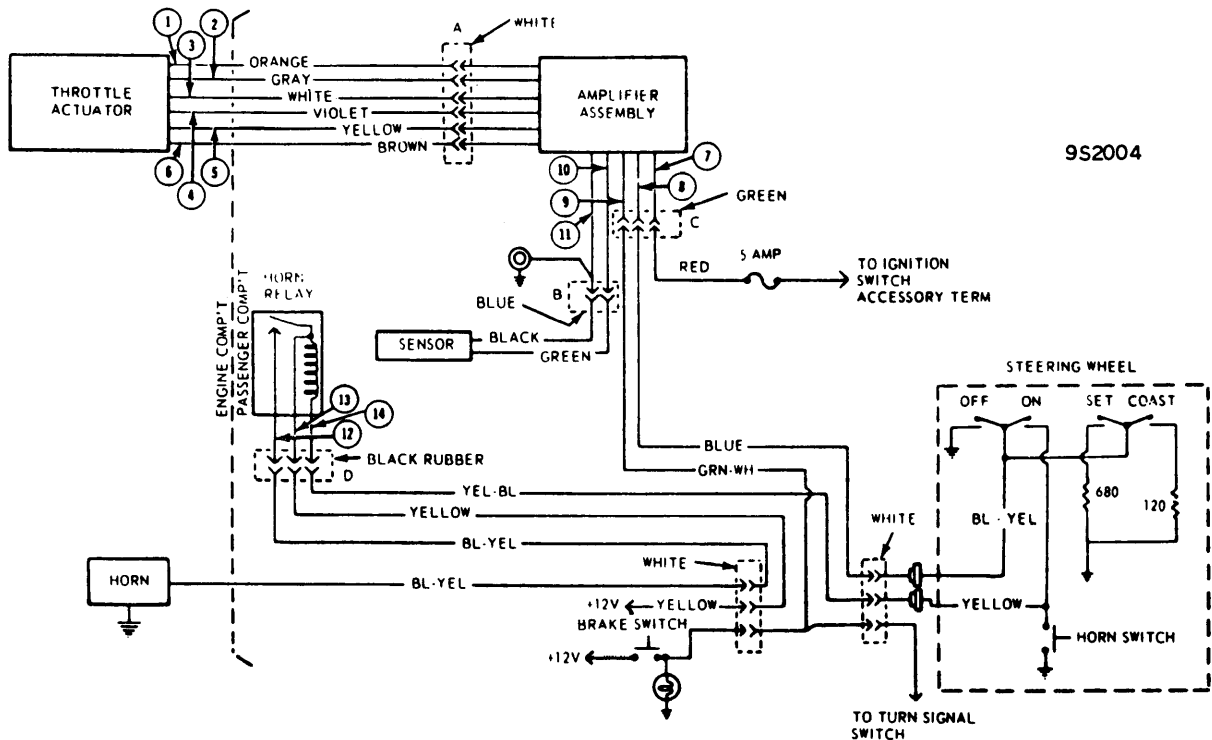 1
2
3
A
WHITE
ORANGE
GRAY
WHITE
VIOLET
YELLOW
BROWN
THROTTLE
ACTUATOR
AMPLIFIER
ASSEMBLY
6
4
5
10
7
9
8
11
9S2004
GREEN
C
5 AMP
RED
TO IGNITION
SWITCH
ACCESSORY TERM
HORN
RELAY
B
BLUE
SENSOR
BLACK
GREEN
ENGINE COMP'T
PASSENGER COMP'T
13
14
12
BLACK RUBBER
D
STEERING WHEEL
OFF ON
SET COAST
BLUE
GRN-WH
YEL-BL
YELLOW
BL-YEL
WHITE
680
120
BL-YEL
WHITE
HORN
BL-YEL
+12V
YELLOW
BRAKE SWITCH
+12V
YELLOW
HORN SWITCH
TO TURN SIGNAL
SWITCH